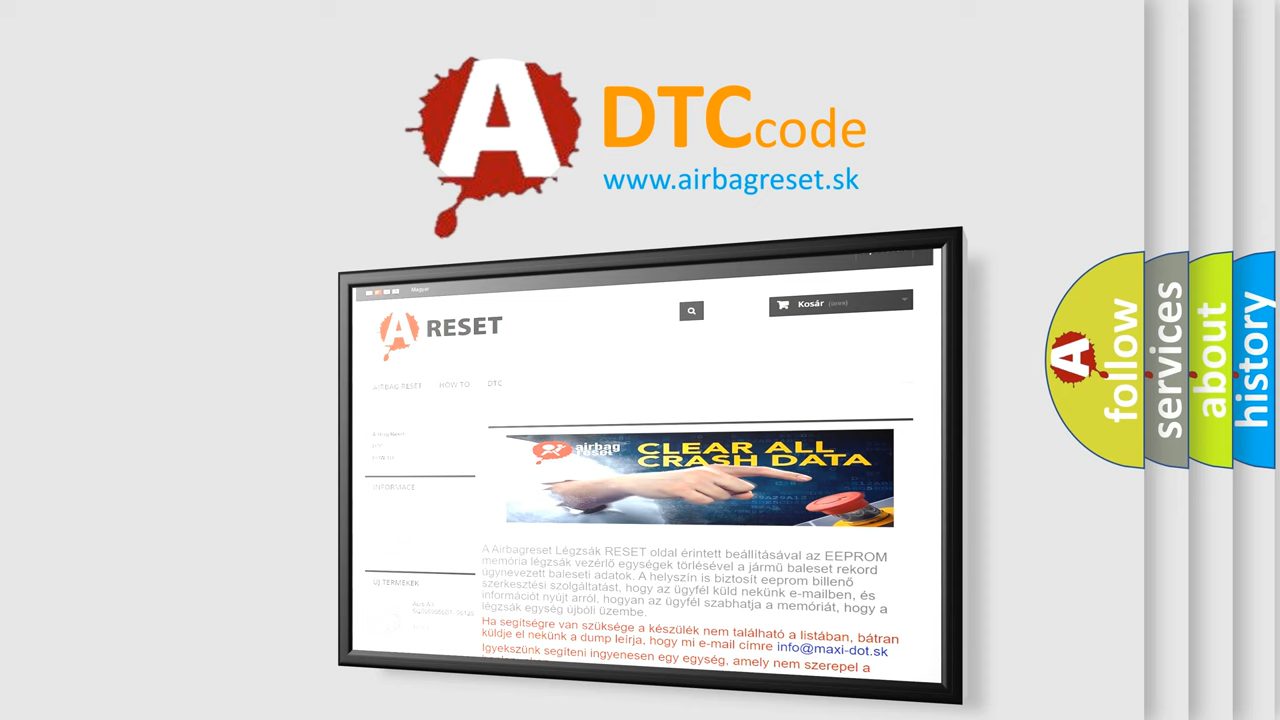 A
DTCcode
www.airbagreset.sk
Magyar
A RESET
Kosár (üres)
AIRBAG RESET HOW TO DTC
Airbag Reset
INFORMACE
airbag
reset
CLEAR ALL
CRASH DATA
A Airbagreset Légzsák RESET oldal érintett beállításával az EEPROM
memória légzsák vezérlő egységek törlésével a jármű baleset rekord
úgynevezett baleseti adatok. A helyszín is biztosít eeprom billenő
szerkesztési szolgáltatást, hogy az ügyfél küld nekünk e-mailben, és
információt nyújt arról, hogyan az ügyfél szabhatja a memóriát, hogy a
légzsák egység újbóli üzembe.
Ha segítségre van szüksége a készülék nem található a listában, bátran
küldje el nekünk a dump leírja, hogy mi e-mail címre info@maxi-dot.sk
Igyekszünk segíteni ingyenesen egy egység, amely nem szerepel a
ÚJ TERMÉKEK
A follow
services
about
history